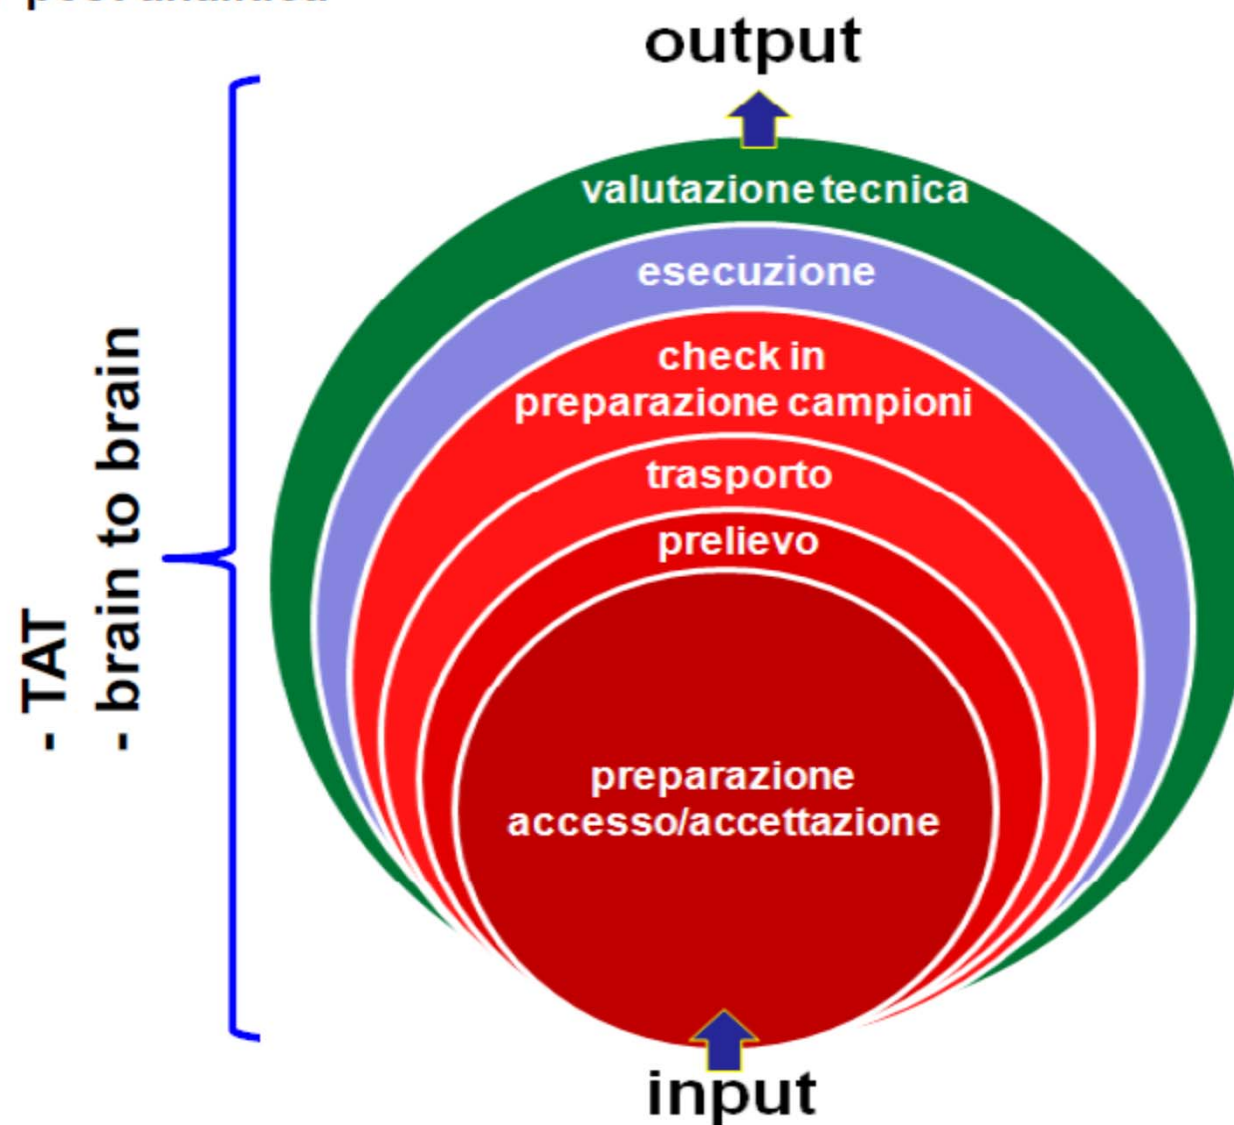 output
valutazione tecnica
esecuzione
check in
preparazione campioni
trasporto
prelievo
preparazione
accesso/accettazione
input
- TAT
- brain to brain